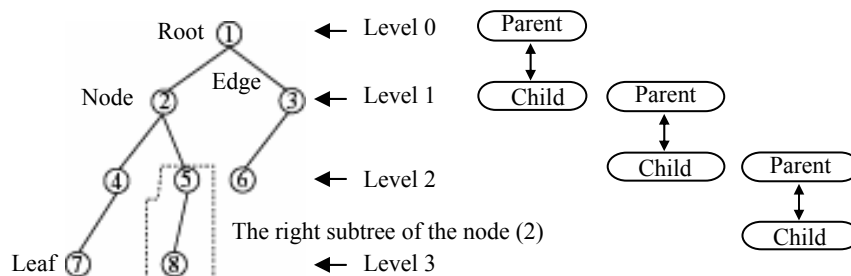 Root 1 Level 0 Parent
Edge
Node 2 3 Level 1 Child Parent
4 5 6 Level 2 Child Parent
The right subtree of the node (2)
Child
Leaf 7 8 Level 3